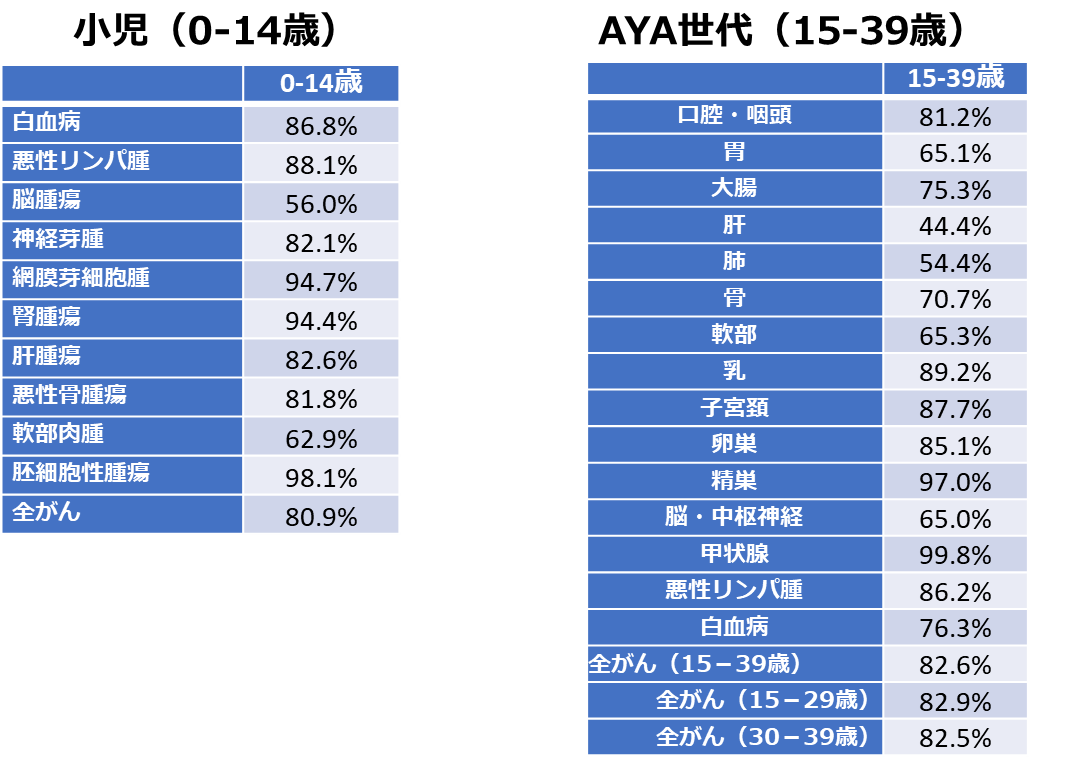 小児（0-14歳）
0-14歳
白血病 86.8%
悪性リンパ腫 88.1%
脳腫瘍 56.0%
神経芽腫 82.1%
網膜芽細胞腫 94.7%
腎腫瘍 94.4%
肝腫瘍 82.6%
悪性骨腫瘍 81.8%
軟部肉腫 62.9%
胚細胞性腫瘍 98.1%
全がん 80.9%
AYA世代（15-39歳）
15-39歳
口腔・咽頭 81.2%
胃 65.1%
大腸 75.3%
肝 44.4%
肺 54.4%
骨 70.7%
軟部 65.3%
乳 89.2%
子宮頚 87.7%
卵巣 85.1%
精巣 97.0%
脳・中枢神経 65.0%
甲状腺 99.8%
悪性リンパ腫 86.2%
白血病 76.3%
全がん（15－39歳） 82.6%
全がん（15－29歳） 82.9%
全がん（30－39歳） 82.5%